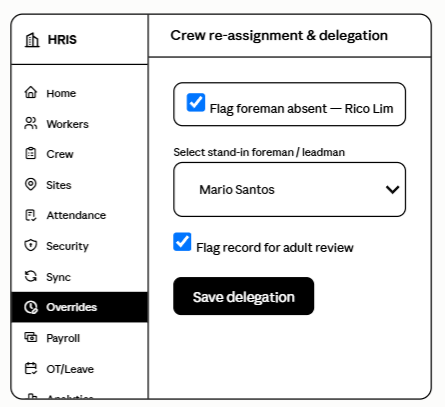 HRIS
Home
Workers
Crew
Sites
Attendance
Security
Sync
Overrides
Payroll
OT/Leave
Analytics
Crew re-assignment & delegation
Flag foreman absent — Rico Lim
Select stand-in foreman / leadman
Mario Santos
Flag record for adult review
Save delegation